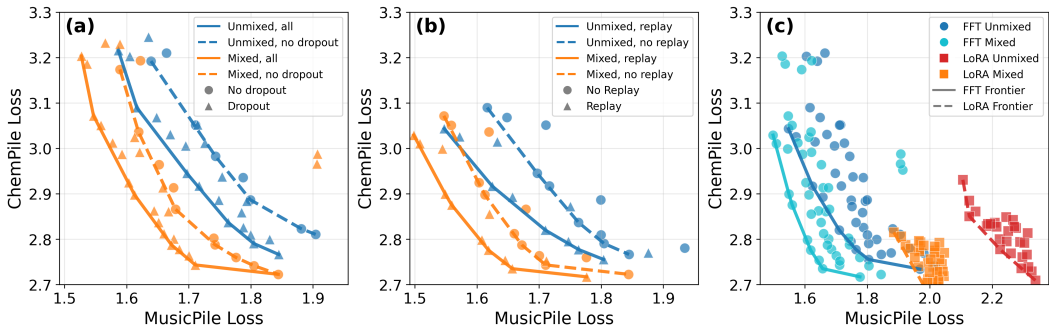 (a)
ChemPile Loss
3.3
3.2
3.1
3.0
2.9
2.8
2.7
1.5
1.6
1.7
1.8
1.9
MusicPile Loss
Unmixed, all
Unmixed, no dropout
Mixed, all
Mixed, no dropout
No Dropout
Dropout
(b)
ChemPile Loss
3.3
3.2
3.1
3.0
2.9
2.8
2.7
1.5
1.6
1.7
1.8
1.9
MusicPile Loss
Unmixed, replay
Unmixed, no replay
Mixed, replay
Mixed, no replay
No Replay
Replay
(c)
ChemPile Loss
3.3
3.2
3.1
3.0
2.9
2.8
2.7
1.6
1.8
2.0
2.2
MusicPile Loss
FFT Unmixed
FFT Mixed
LoRA Unmixed
LoRA Mixed
FFT Frontier
LoRA Frontier